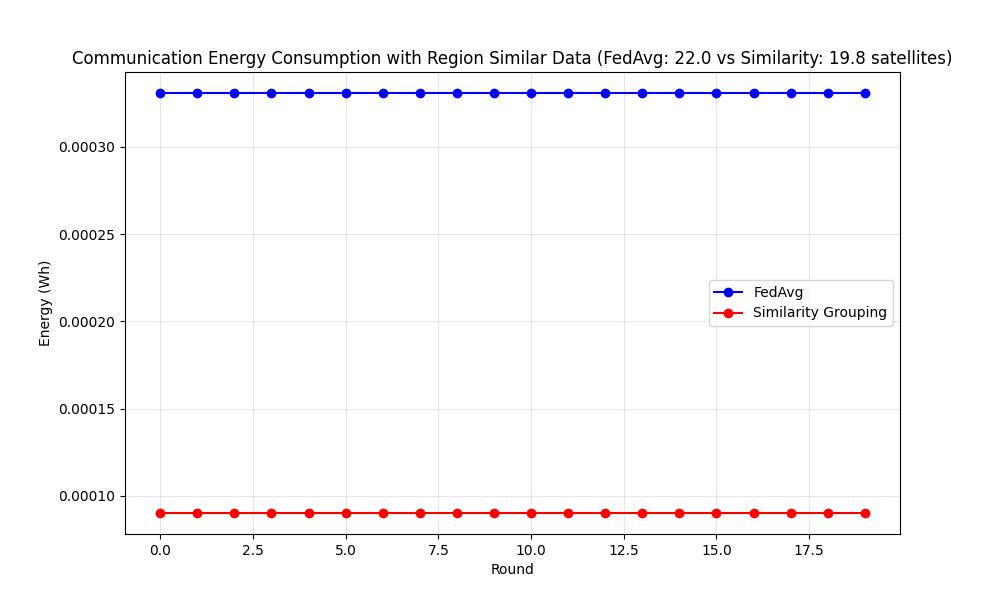 Communication Energy Consumption with Region Similar Data (FedAvg: 22.0 vs Similarity: 19.8 satellites)
Energy (Wh)
0.00030
0.00025
0.00020
0.00015
0.00010
FedAvg
Similarity Grouping
0.0 2.5 5.0 7.5 10.0 12.5 15.0 17.5
Round